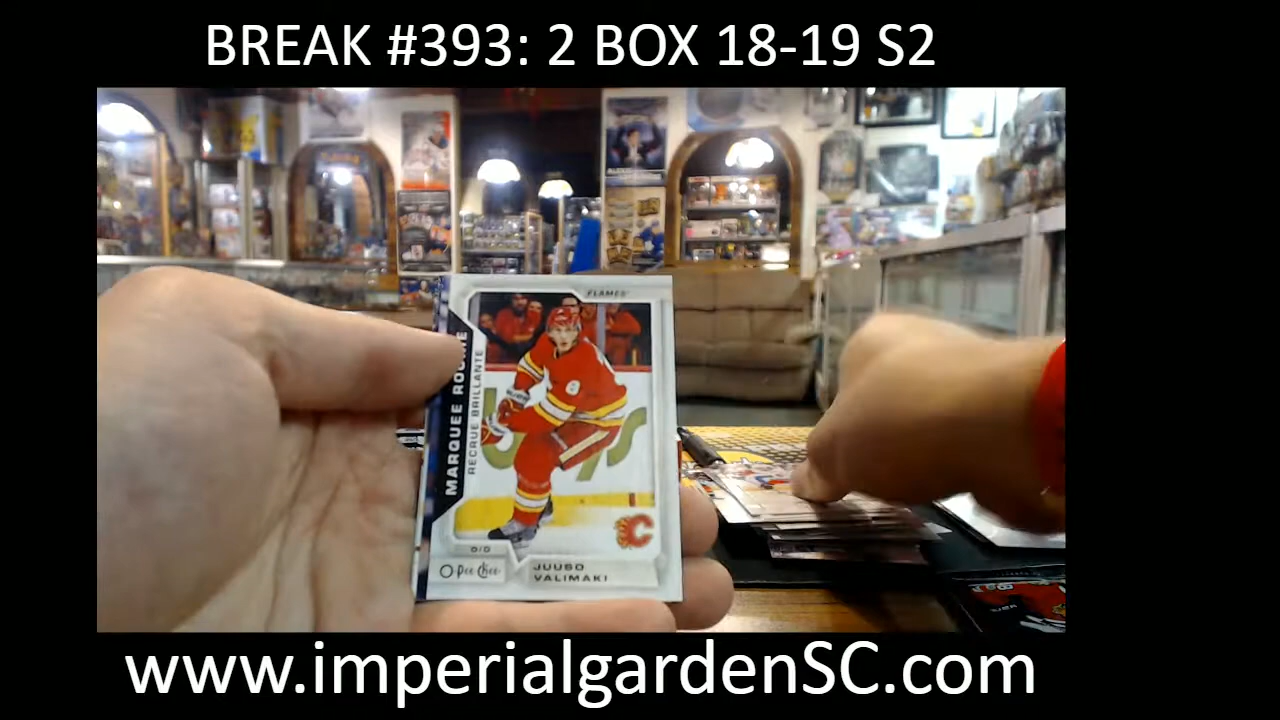 BREAK #393: 2 BOX 18-19 S2
FLAMES
MARQUEE ROOKIE
RECRUE BRILLANTE
8
D/D
O-Pee-Chee
JUUSO
VALIMAKI
www.imperialgardenSC.com